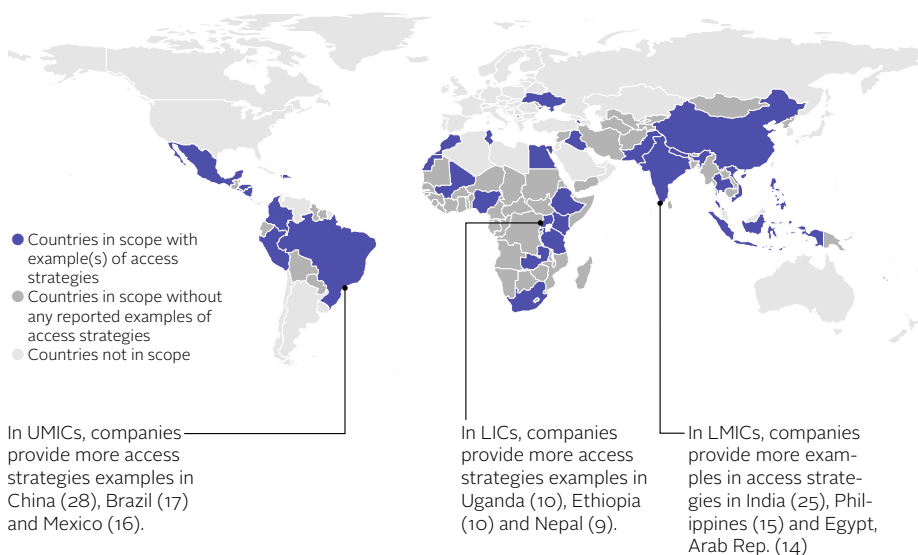 Countries in scope with
example(s) of access
strategies
Countries in scope without
any reported examples of
access strategies
Countries not in scope
In UMICs, companies
provide more access
strategies examples in
China (28), Brazil (17)
and Mexico (16).
In LICs, companies
provide more access
strategies examples in
Uganda (10), Ethiopia
(10) and Nepal (9).
In LMICs, companies
provide more exam-
ples in access strate-
gies in India (25), Phil-
ippines (15) and Egypt,
Arab Rep. (14)